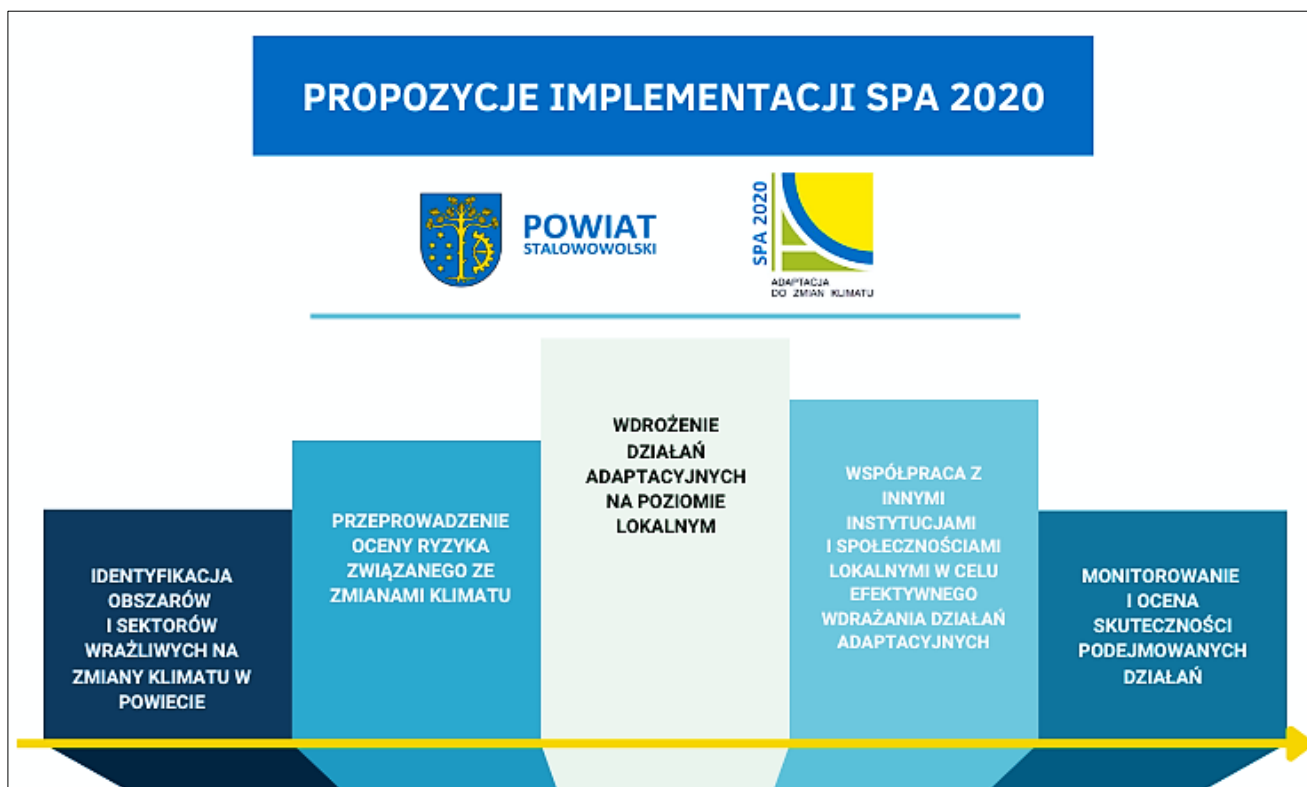 PROPOZYCJE IMPLEMENTACJI SPA 2020
POWIAT
STALOWOWOLSKI
SPA 2020
ADAPTACJA
DO ZMIAN KLIMATU
IDENTYFIKACJA
OBSZARÓW
I SEKTORÓW
WRAŻLIWYCH NA
ZMIANY KLIMATU W
POWIECIE
PRZEPROWADZENIE
OCENY RYZYKA
ZWIĄZANEGO ZE
ZMIANAMI KLIMATU
WDROŻENIE
DZIAŁAŃ
ADAPTACYJNYCH
NA POZIOMIE
LOKALNYM
WSPÓŁPRACA Z
INNYMI
INSTYTUCJAMI
I SPOŁECZNOŚCIAMI
LOKALNYMI W CELU
EFEKTYWNEGO
WDRAŻANIA DZIAŁAŃ
ADAPTACYJNYCH
MONITOROWANIE
I OCENA
SKUTECZNOŚCI
PODEJMOWANYCH
DZIAŁAŃ